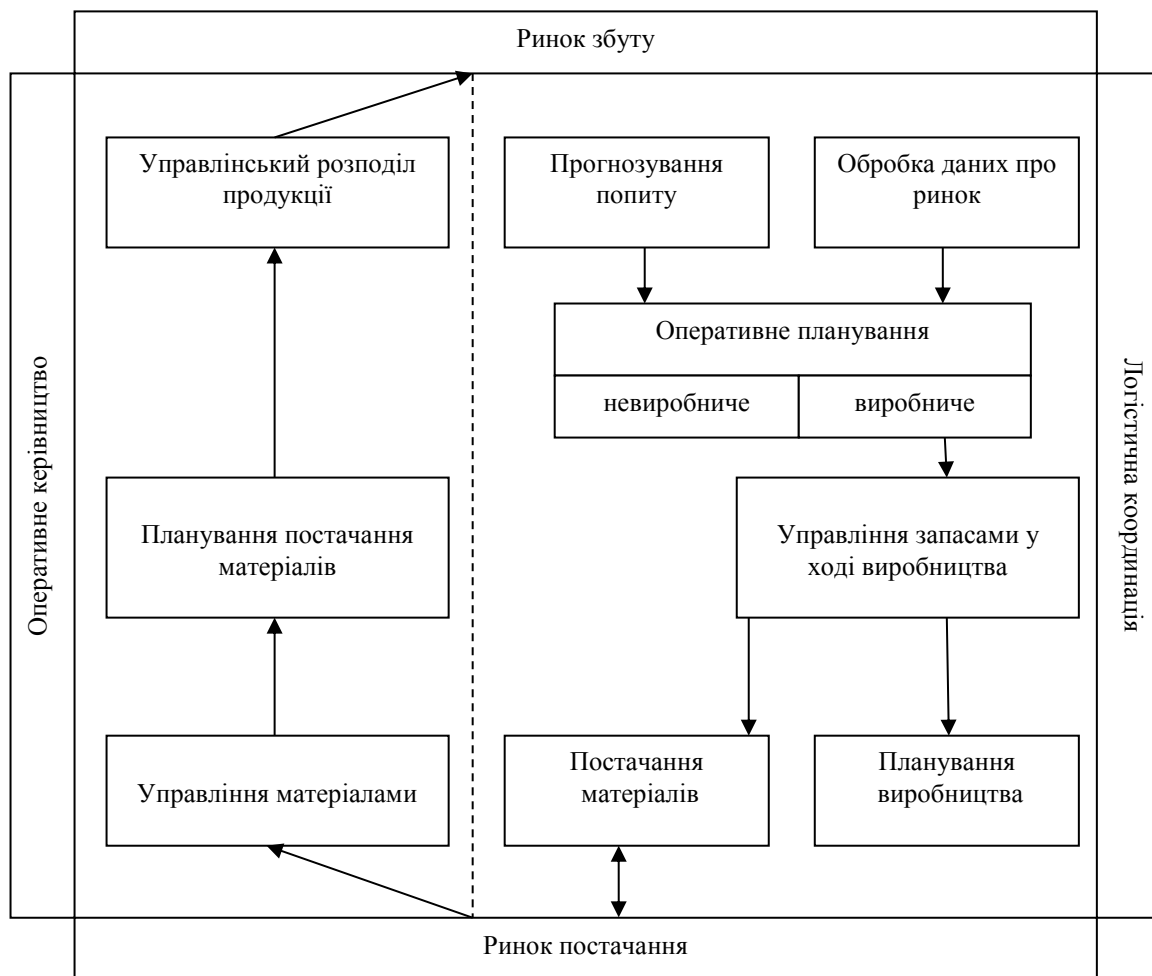 Ринок збуту
Оперативне керівництво
Управлінський розподіл
продукції
Прогнозування
попиту
Обробка даних про
ринок
Оперативне планування
невиробниче
виробниче
Планування постачання
матеріалів
Управління запасами у
ході виробництва
Управління матеріалами
Постачання
матеріалів
Планування
виробництва
Логістична координація
Ринок постачання